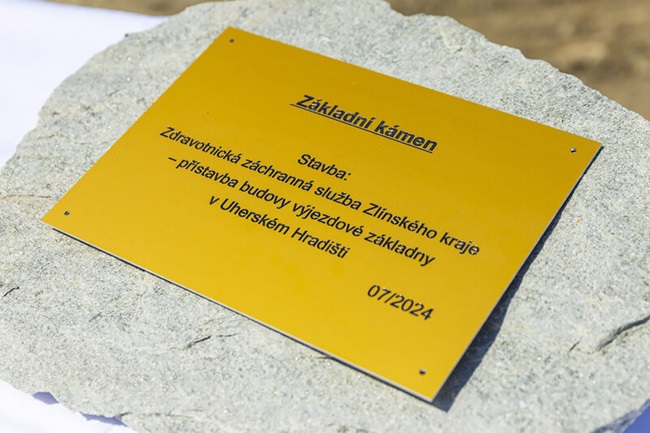 Základní kámen
Stavba:
Zdravotnická záchranná služba Zlínského kraje
– přístavba budovy výjezdové základny
v Uherském Hradišti
07/2024